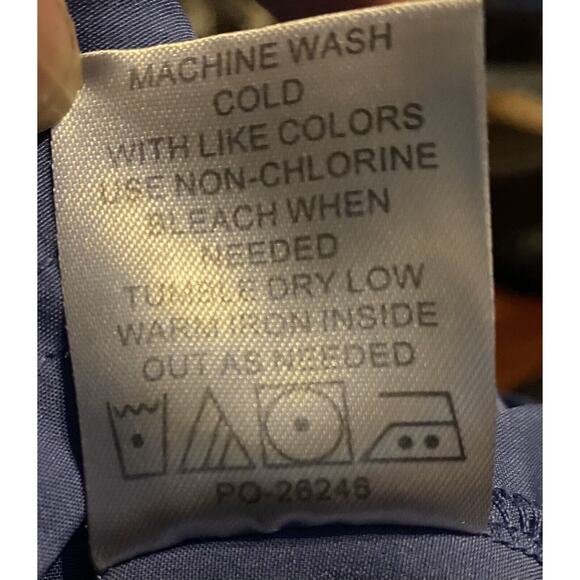 MACHINE WASH
COLD
WITH LIKE COLORS
USE NON-CHLORINE
BLEACH WHEN
NEEDED
TUMBLE DRY LOW
WARM IRON INSIDE
OUT AS NEEDED
PO-26246